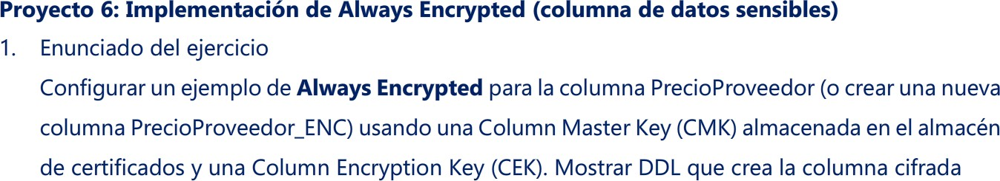 Proyecto 6: Implementación de Always Encrypted (columna de datos sensibles)
1. Enunciado del ejercicio
Configurar un ejemplo de Always Encrypted para la columna PrecioProveedor (o crear una nueva
columna PrecioProveedor_ENC) usando una Column Master Key (CMK) almacenada en el almacén
de certificados y una Column Encryption Key (CEK). Mostrar DDL que crea la columna cifrada